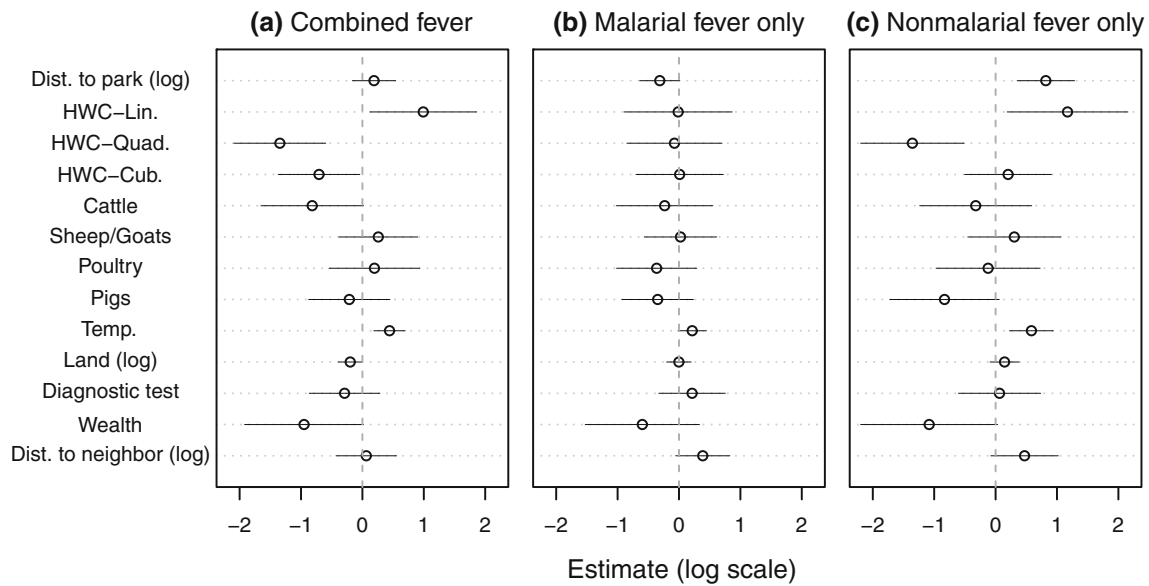 (a) Combined fever
(b) Malarial fever only
(c) Nonmalarial fever only
Dist. to park (log)
HWC−Lin.
HWC−Quad.
HWC−Cub.
Cattle
Sheep/Goats
Poultry
Pigs
Temp.
Land (log)
Diagnostic test
Wealth
Dist. to neighbor (log)
−2 −1 0 1 2
−2 −1 0 1 2
−2 −1 0 1 2
Estimate (log scale)